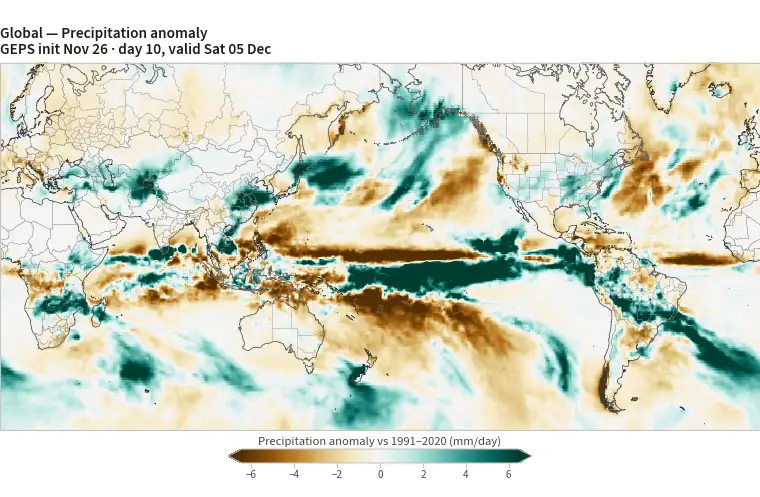 Global — Precipitation anomaly
GEPS init Nov 26 · day 10, valid Sat 05 Dec
Precipitation anomaly vs 1991–2020 (mm/day)
−6 −4 −2 0 2 4 6